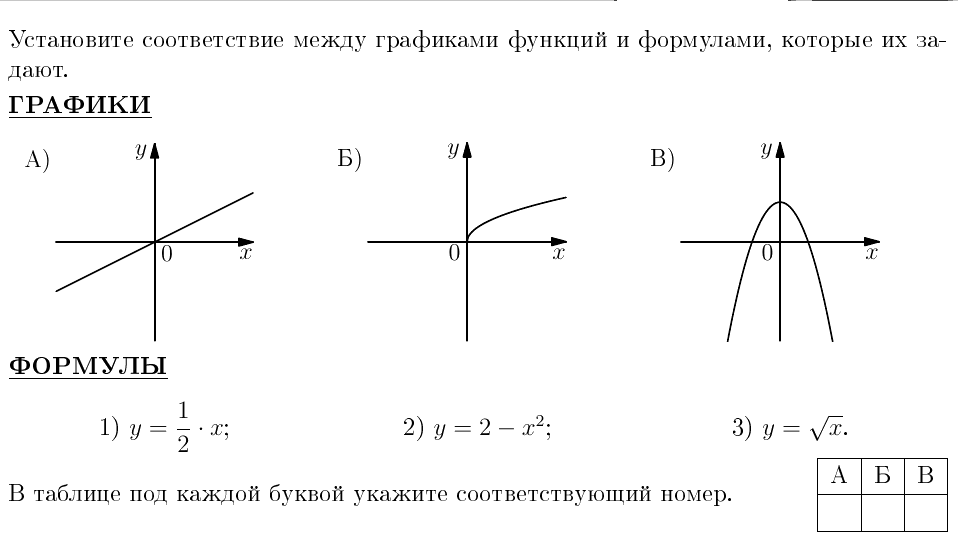 Установите соответствие между графиками функций и формулами, которые их за-
дают.
ГРАФИКИ
А) y 0 x
Б) y 0 x
В) y 0 x
ФОРМУЛЫ
1) y = 1/2 · x; 2) y = 2 − x²; 3) y = √x.
В таблице под каждой буквой укажите соответствующий номер.
А Б В